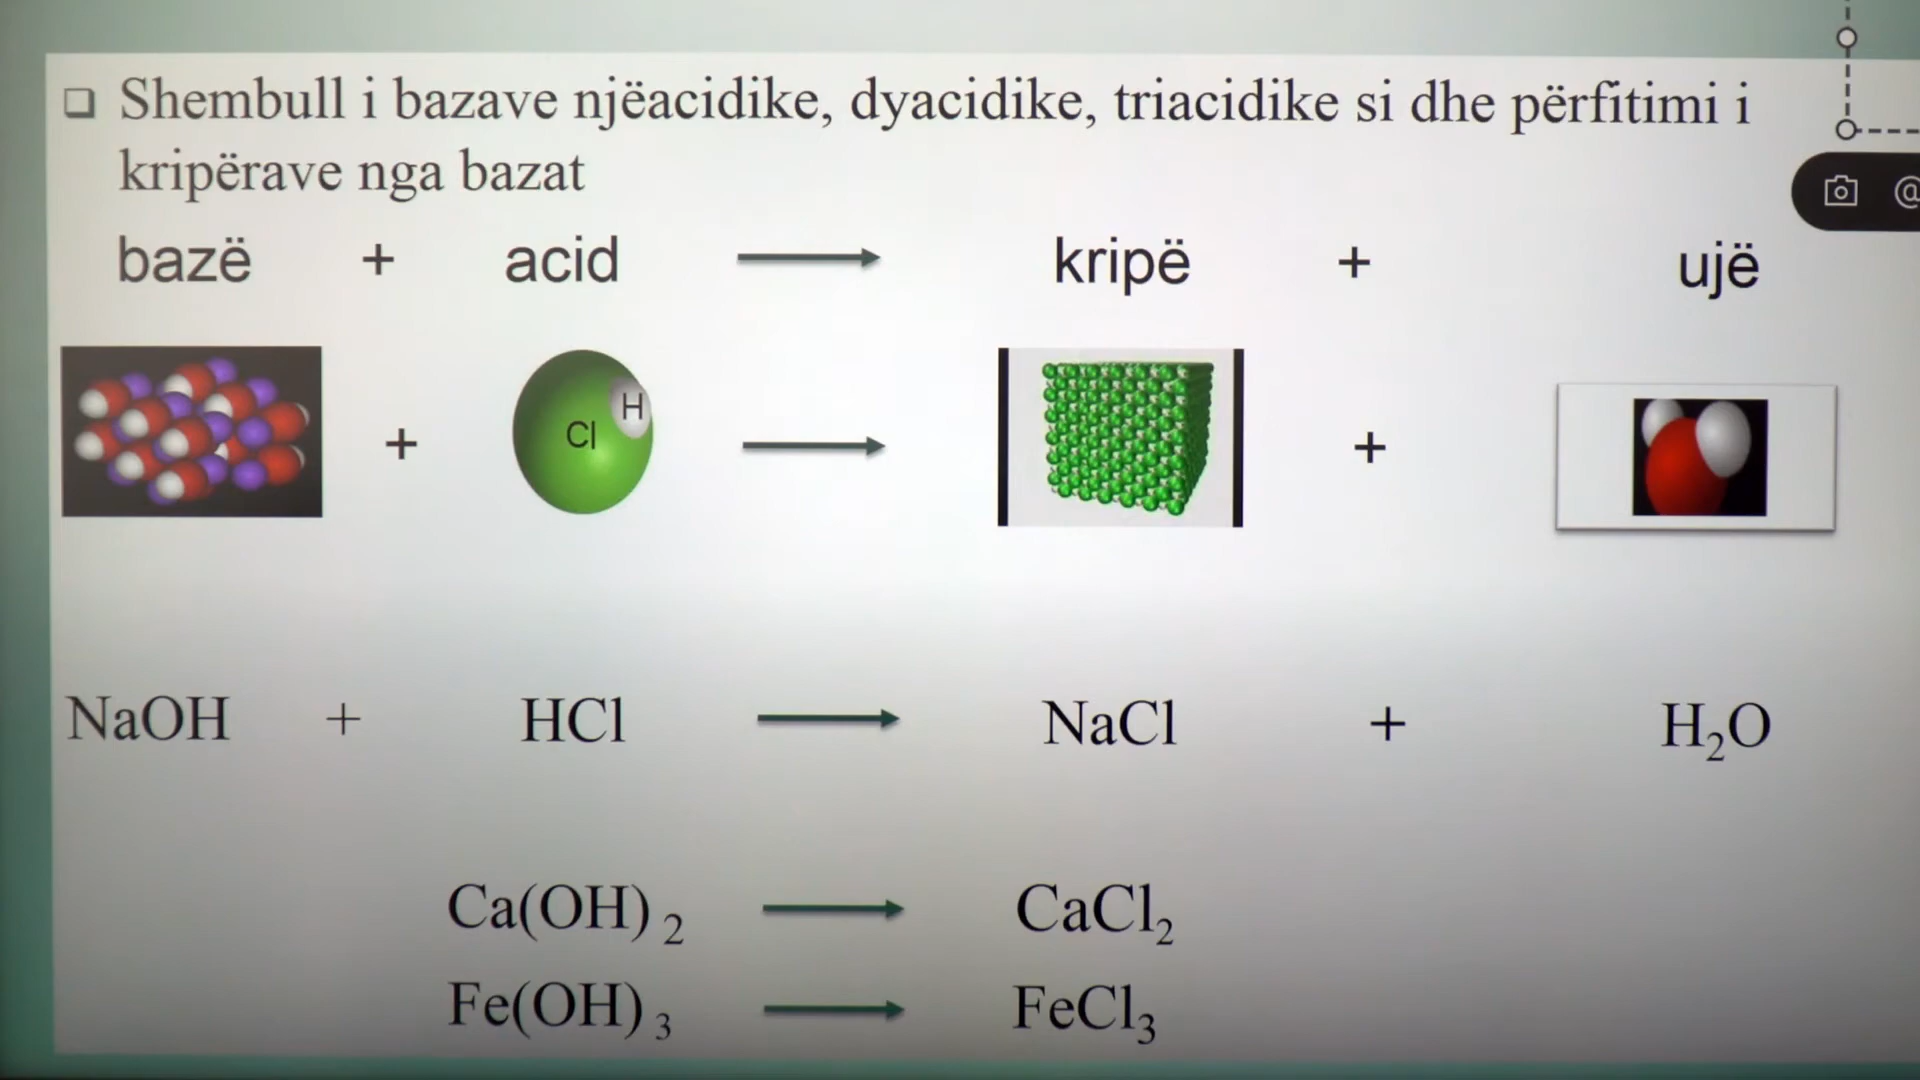 Shembull i bazave njëacidike, dyacidike, triacidike si dhe përfitimi i
kripërave nga bazat
bazë + acid → kripë + ujë
+ Cl H → +
NaOH + HCl → NaCl + H₂O
Ca(OH) ₂ → CaCl₂
Fe(OH) ₃ → FeCl₃